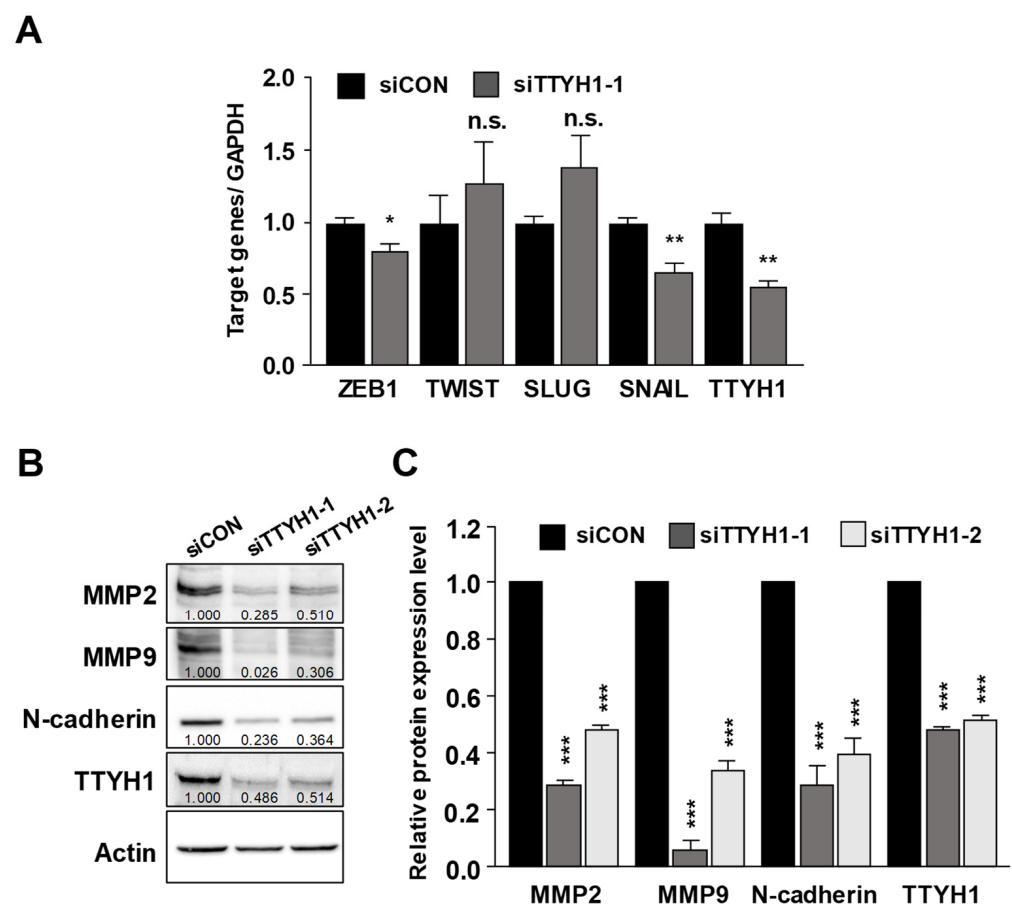 A
siCON siTTYH1-1
Target genes/ GAPDH
2.0
1.5
1.0
0.5
0.0
n.s. n.s.
* ** **
ZEB1 TWIST SLUG SNAIL TTYH1
B
siCON siTTYH1-1 siTTYH1-2
MMP2
1.000 0.285 0.510
MMP9
1.000 0.026 0.306
N-cadherin
1.000 0.236 0.364
TTYH1
1.000 0.486 0.514
Actin
C
siCON siTTYH1-1 siTTYH1-2
Relative protein expression level
1.2
1.0
0.8
0.6
0.4
0.2
0.0
*** *** *** *** *** *** *** ***
MMP2 MMP9 N-cadherin TTYH1